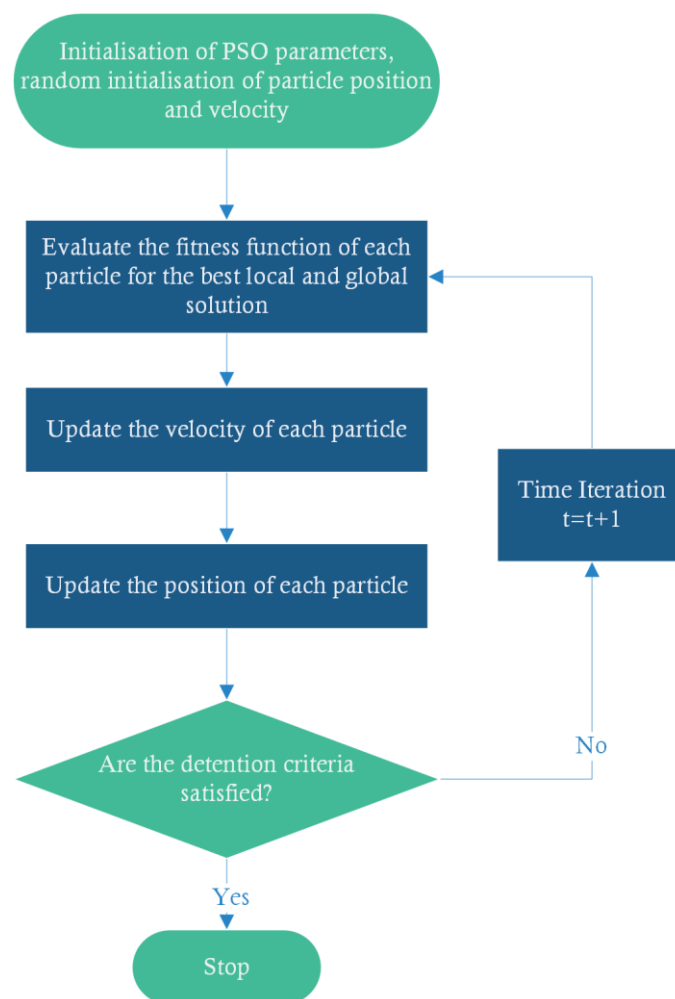 Initialisation of PSO parameters,
random initialisation of particle position
and velocity
Evaluate the fitness function of each
particle for the best local and global
solution
Update the velocity of each particle
Time Iteration
t=t+1
Update the position of each particle
Are the detention criteria
satisfied?
No
Yes
Stop